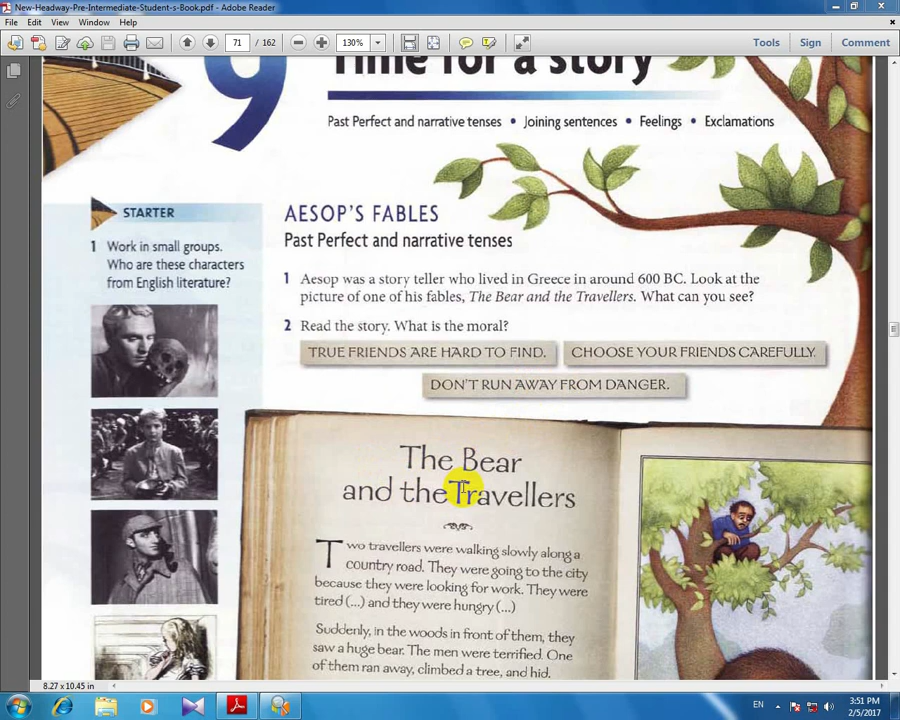 New-Headway-Pre-Intermediate-Student-s-Book.pdf - Adobe Reader
File Edit View Window Help
71 / 162 130% Tools Sign Comment
9 Time for a story
Past Perfect and narrative tenses • Joining sentences • Feelings • Exclamations
STARTER
1 Work in small groups.
Who are these characters
from English literature?
AESOP'S FABLES
Past Perfect and narrative tenses
1 Aesop was a story teller who lived in Greece in around 600 BC. Look at the
picture of one of his fables, The Bear and the Travellers. What can you see?
2 Read the story. What is the moral?
TRUE FRIENDS ARE HARD TO FIND. CHOOSE YOUR FRIENDS CAREFULLY.
DON'T RUN AWAY FROM DANGER.
The Bear
and the Travellers
Two travellers were walking slowly along a
country road. They were going to the city
because they were looking for work. They were
tired (...) and they were hungry (...)
Suddenly, in the woods in front of them, they
saw a huge bear. The men were terrified. One
of them ran away, climbed a tree, and hid.
8.27 x 10.45 in
EN 3:51 PM
2/5/2017